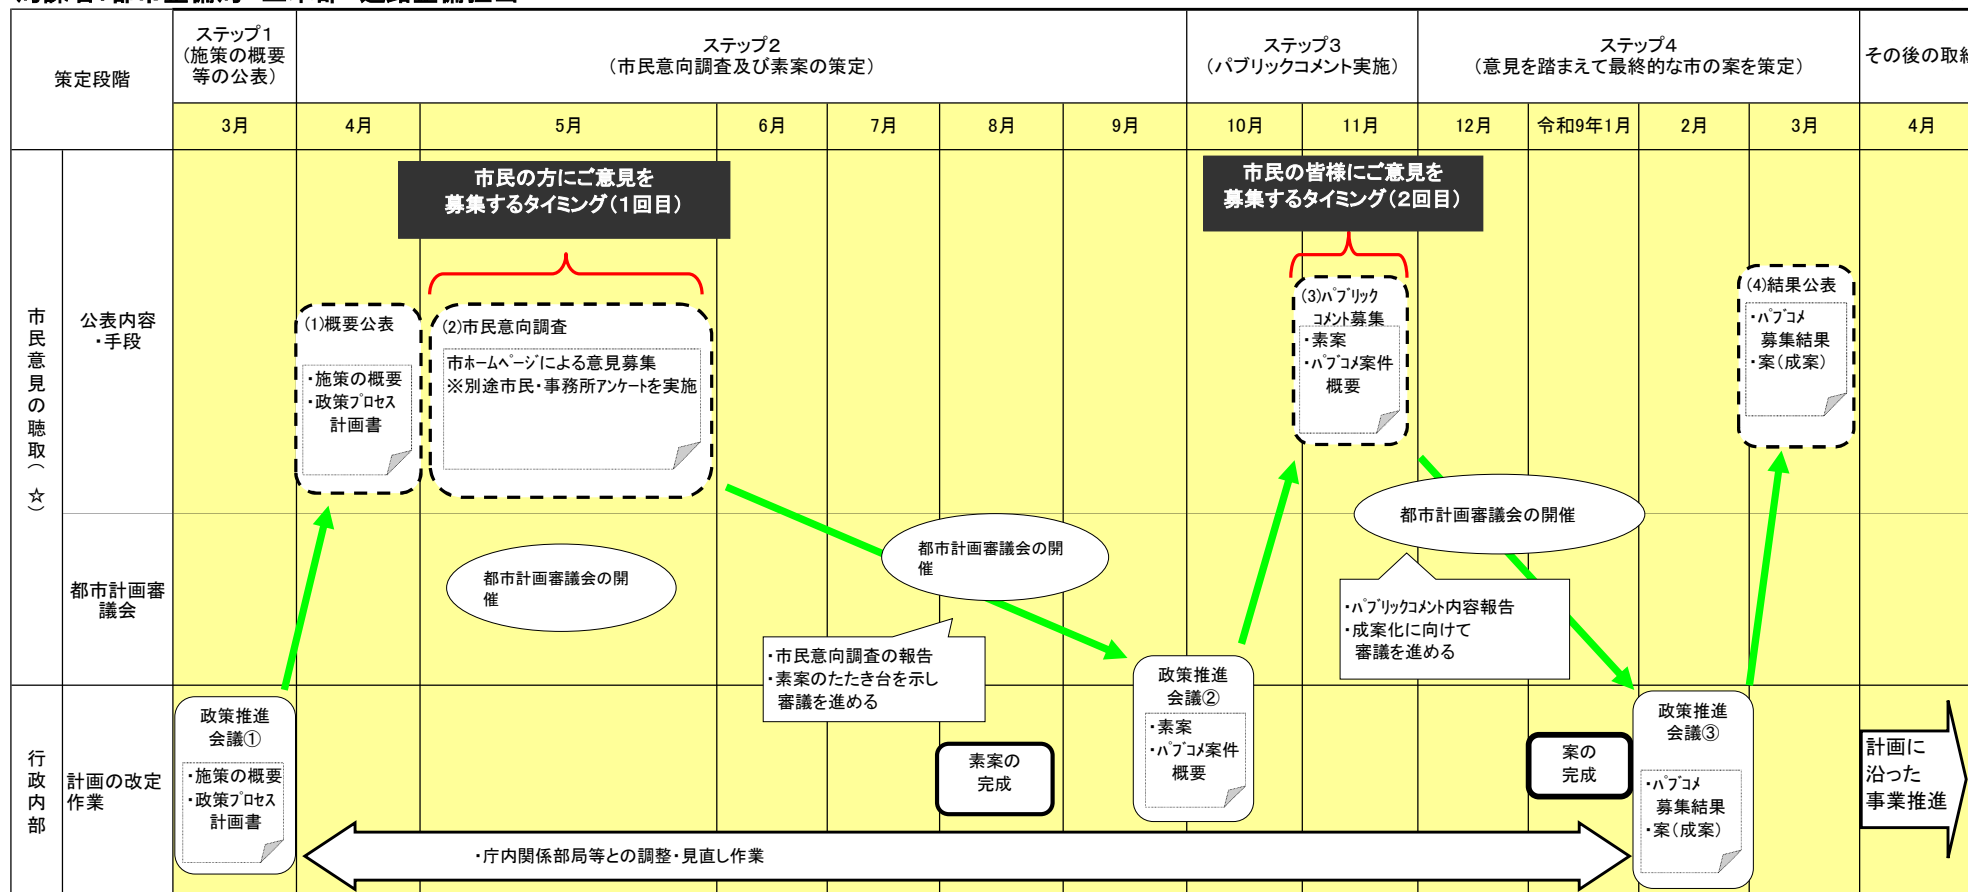 策定段階
ステップ1
(施策の概要
等の公表)
ステップ2
(市民意向調査及び素案の策定)
ステップ3
(パブリックコメント実施)
ステップ4
(意見を踏まえて最終的な市の案を策定)
その後の取組
3月
4月
5月
6月
7月
8月
9月
10月
11月
12月
令和9年1月
2月
3月
4月
市民意見の聴取(☆)
公表内容
・手段
市民の方にご意見を
募集するタイミング(1回目)
市民の皆様にご意見を
募集するタイミング(2回目)
(1)概要公表
・施策の概要
・政策プロセス
計画書
(2)市民意向調査
市ホームページによる意見募集
※別途市民・事務所アンケートを実施
(3)パブリック
コメント募集
・素案
・パブコメ案件
概要
(4)結果公表
・パブコメ
募集結果
・案(成案)
都市計画審
議会
都市計画審議会の開
催
都市計画審議会の開
催
都市計画審議会の開催
・市民意向調査の報告
・素案のたたき台を示し
審議を進める
・パブリックコメント内容報告
・成案化に向けて
審議を進める
行政内部
計画の改定
作業
政策推進
会議①
・施策の概要
・政策プロセス
計画書
素案の
完成
政策推進
会議②
・素案
・パブコメ案件
概要
案の
完成
政策推進
会議③
・パブコメ
募集結果
・案(成案)
計画に
沿った
事業推進
・庁内関係部局等との調整・見直し作業